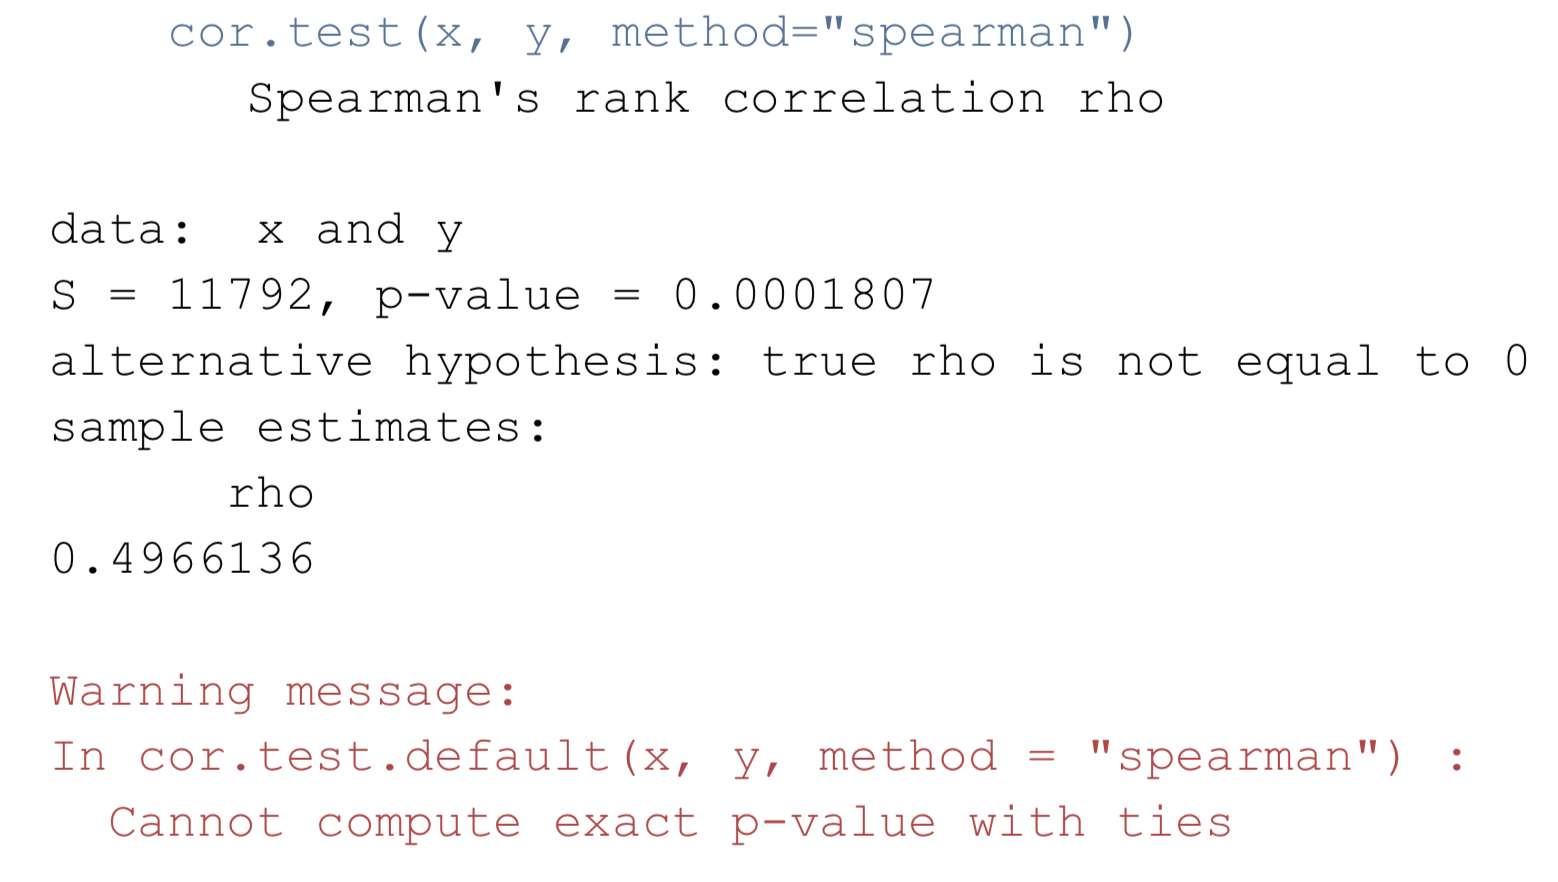 cor.test(x, y, method="spearman")
Spearman's rank correlation rho
data:  x and y
S = 11792, p-value = 0.0001807
alternative hypothesis: true rho is not equal to 0
sample estimates:
rho
0.4966136
Warning message:
In cor.test.default(x, y, method = "spearman") :
Cannot compute exact p-value with ties